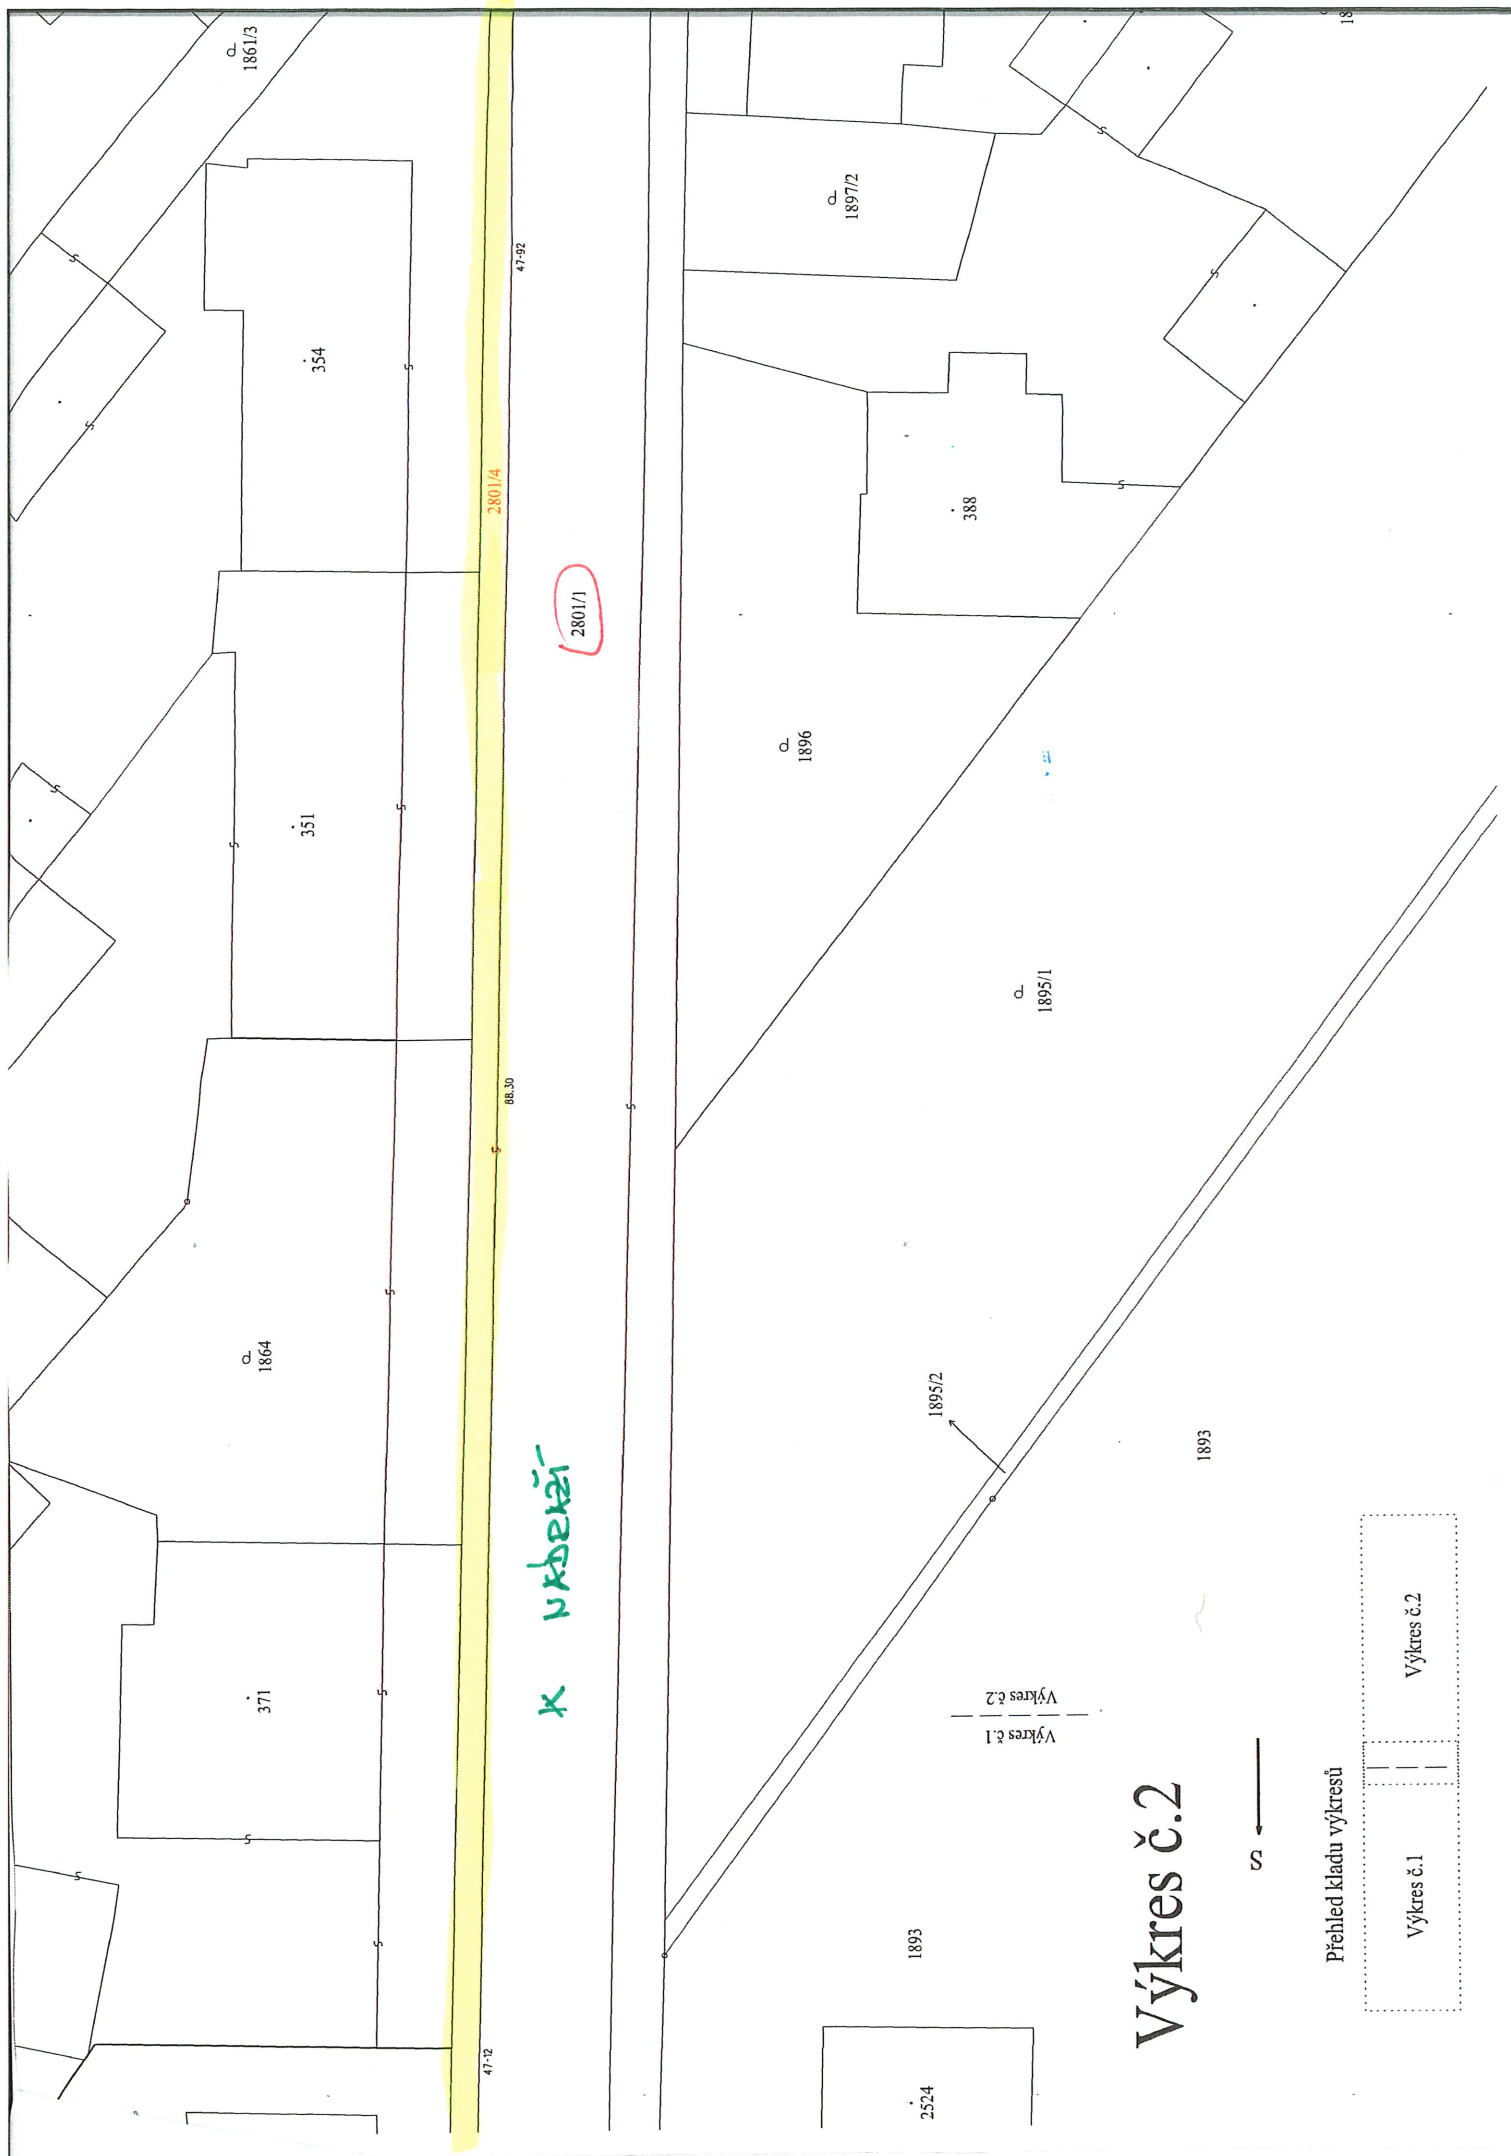 1861/3
354
47-92
2801/4
2801/1
351
88.30
1864
371
47-12
K NÁDRAŽÍ
1897/2
388
1896
1895/1
1895/2
1893
1893
2524
Výkres č.1
Výkres č.2
Výkres č.2
S
Přehled kladu výkresů
Výkres č.1
Výkres č.2